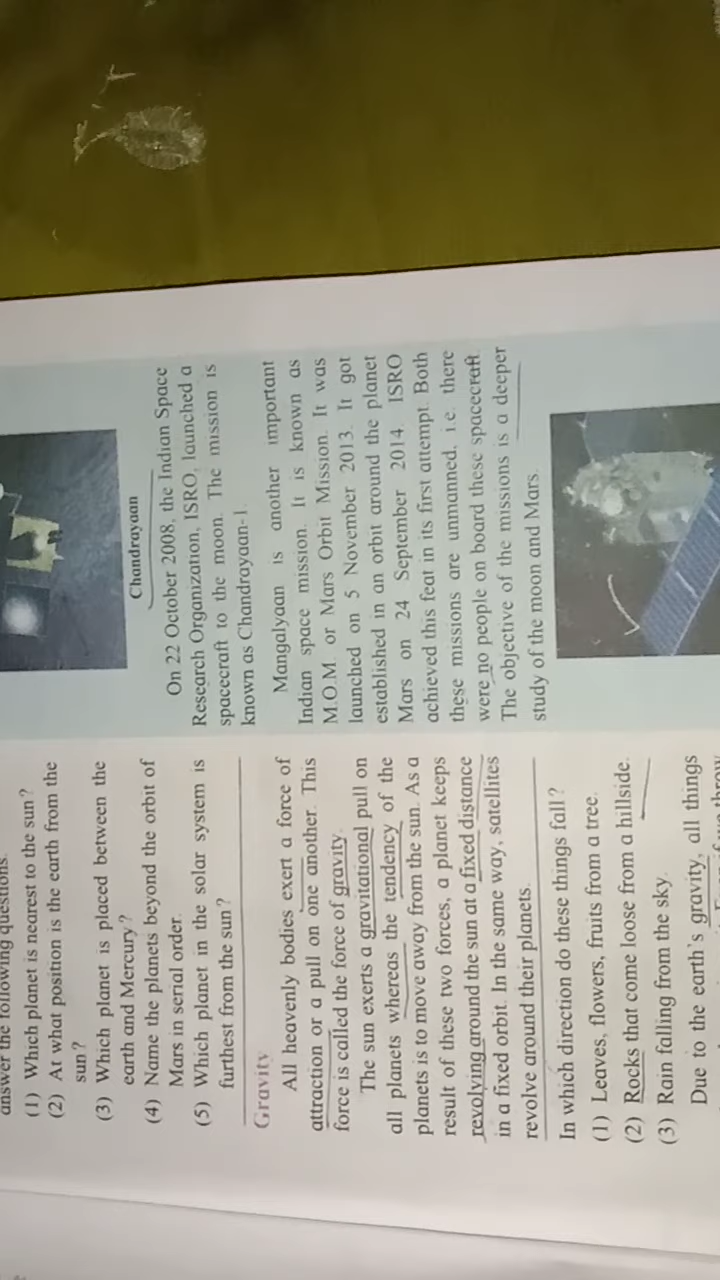 answer the following questions.
(1) Which planet is nearest to the sun?
(2) At what position is the earth from the
sun?
(3) Which planet is placed between the
earth and Mercury?
(4) Name the planets beyond the orbit of
Mars in serial order.
(5) Which planet in the solar system is
furthest from the sun?
Gravity
All heavenly bodies exert a force of
attraction or a pull on one another. This
force is called the force of gravity.
The sun exerts a gravitational pull on
all planets whereas the tendency of the
planets is to move away from the sun. As a
result of these two forces, a planet keeps
revolving around the sun at a fixed distance
in a fixed orbit. In the same way, satellites
revolve around their planets.
In which direction do these things fall?
(1) Leaves, flowers, fruits from a tree.
(2) Rocks that come loose from a hillside.
(3) Rain falling from the sky.
Due to the earth's gravity, all things
throw
Chandrayaan
On 22 October 2008, the Indian Space
Research Organization, ISRO, launched a
spacecraft to the moon. The mission is
known as Chandrayaan-1.
Mangalyaan is another important
Indian space mission. It is known as
M.O.M. or Mars Orbit Mission. It was
launched on 5 November 2013. It got
established in an orbit around the planet
Mars on 24 September 2014 ISRO
achieved this feat in its first attempt. Both
these missions are unmanned, i.e. there
were no people on board these spacecraft.
The objective of the missions is a deeper
study of the moon and Mars.